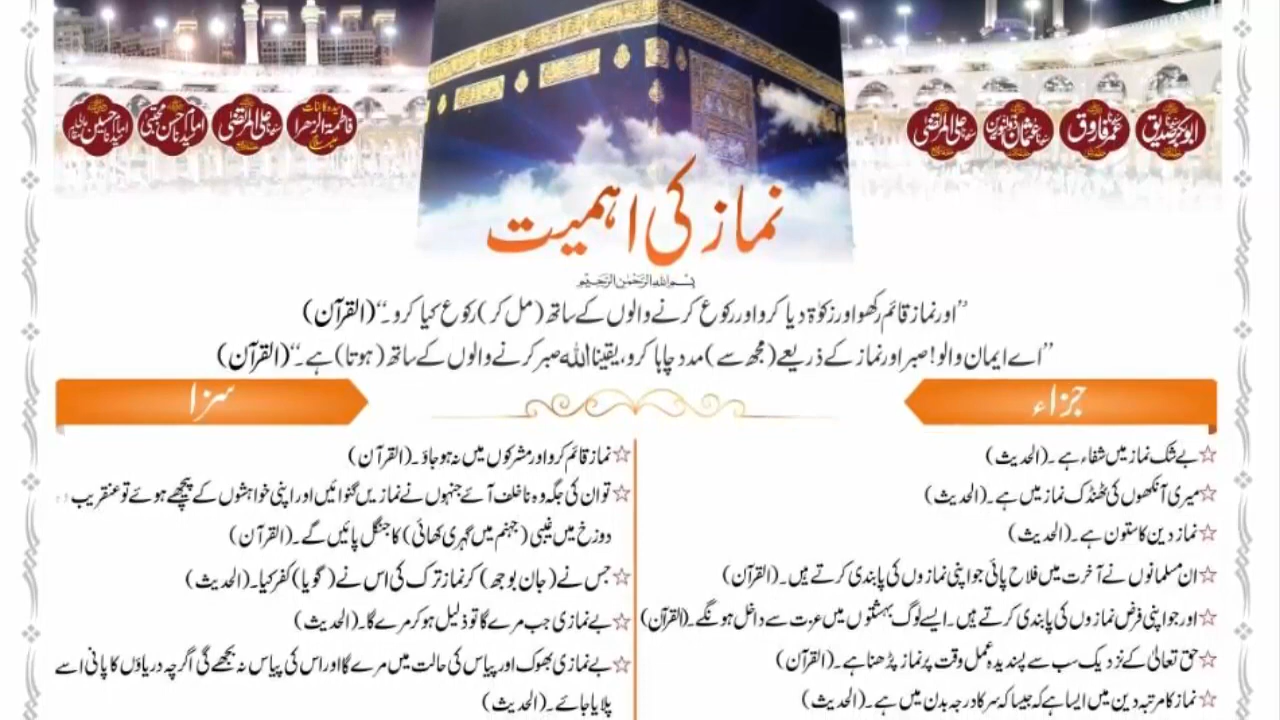 ابوبکر صدیق
عمر فاروق
عثمان ذوالنورین
علی المرتضیٰ
فاطمۃ الزہرا
علی المرتضیٰ
امام حسن مجتبیٰ
امام حسین
نماز کی اہمیت
بسم اللہ الرحمٰن الرحیم
”اور نماز قائم رکھو اور زکوٰۃ دیا کرو اور رکوع کرنے والوں کے ساتھ (مل کر) رکوع کیا کرو۔“ (القرآن)
”اے ایمان والو! صبر اور نماز کے ذریعے (مجھ سے) مدد چاہا کرو، یقینا اللہ صبر کرنے والوں کے ساتھ (ہوتا) ہے۔“ (القرآن)
جزاء
☆بے شک نماز میں شفاء ہے۔ (الحدیث)
☆میری آنکھوں کی ٹھنڈک نماز میں ہے۔ (الحدیث)
☆نماز دین کا ستون ہے۔ (الحدیث)
☆ان مسلمانوں نے آخرت میں فلاح پائی جو اپنی نمازوں کی پابندی کرتے ہیں۔ (القرآن)
☆اور جو اپنی فرض نمازوں کی پابندی کرتے ہیں۔ ایسے لوگ بہشتوں میں عزت سے داخل ہونگے۔ (القرآن)
☆حق تعالیٰ کے نزدیک سب سے پسندیدہ عمل وقت پر نماز پڑھنا ہے۔ (القرآن)
☆نماز کا مرتبہ دین میں ایسا ہے کہ جیسا کہ سر کا درجہ بدن میں ہے۔ (الحدیث)
سزا
☆نماز قائم کرو اور مشرکوں میں نہ ہو جاؤ۔ (القرآن)
☆تو ان کی جگہ وہ ناخلف آئے جنہوں نے نمازیں گنوائیں اور اپنی خواہشوں کے پیچھے ہوئے تو عنقریب وہ
دوزخ میں غیی (جہنم میں گہری کھائی) کا جنگل پائیں گے۔ (القرآن)
☆جس نے (جان بوجھ) کر نماز ترک کی اس نے (گویا) کفر کیا۔ (الحدیث)
☆بے نمازی جب مرے گا تو ذلیل ہو کر مرے گا۔ (الحدیث)
☆بے نمازی بھوک اور پیاس کی حالت میں مرے گا اور اس کی پیاس نہ بجھے گی اگرچہ دریاؤں کا پانی اسے
پلایا جائے۔ (الحدیث)